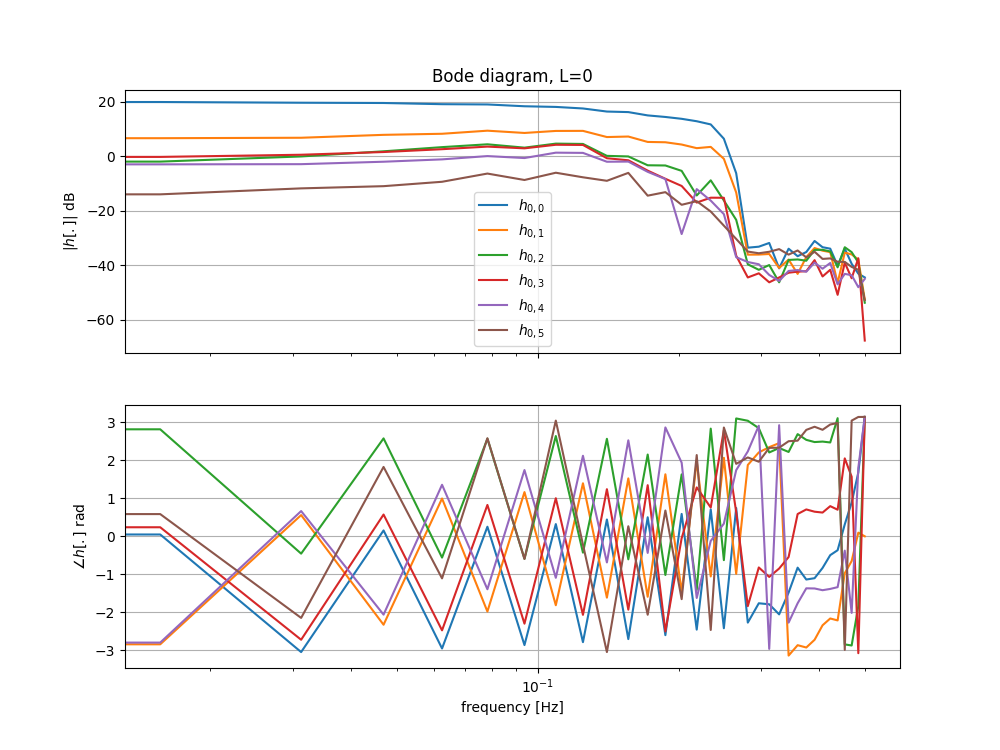 Bode diagram, L=0
|h[.]| dB
20
0
−20
−40
−60
h0,0
h0,1
h0,2
h0,3
h0,4
h0,5
∠h[.] rad
3
2
1
0
−1
−2
−3
10−1
frequency [Hz]